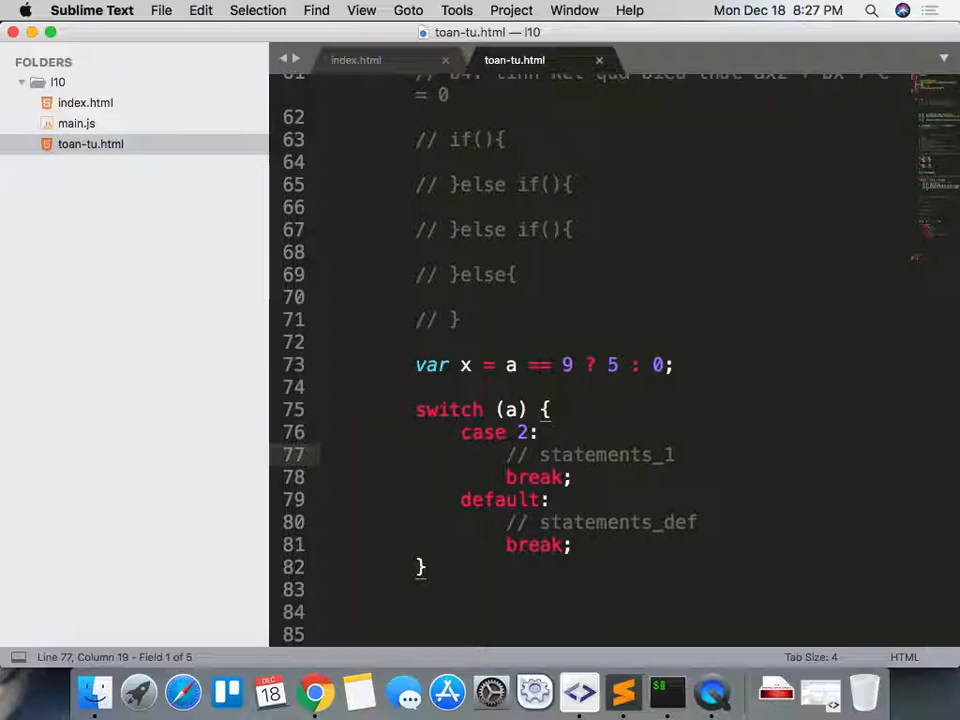 Sublime Text File Edit Selection Find View Goto Tools Project Window Help Mon Dec 18 8:27 PM
toan-tu.html — l10
FOLDERS
l10
index.html
main.js
toan-tu.html
index.html
toan-tu.html
= 0
62
63 // if(){
64
65 // }else if(){
66
67 // }else if(){
68
69 // }else{
70
71 // }
72
73 var x = a == 9 ? 5 : 0;
74
75 switch (a) {
76 case 2:
77 // statements_1
78 break;
79 default:
80 // statements_def
81 break;
82 }
83
84
85
Line 77, Column 19 - Field 1 of 5 Tab Size: 4 HTML
DEC
18